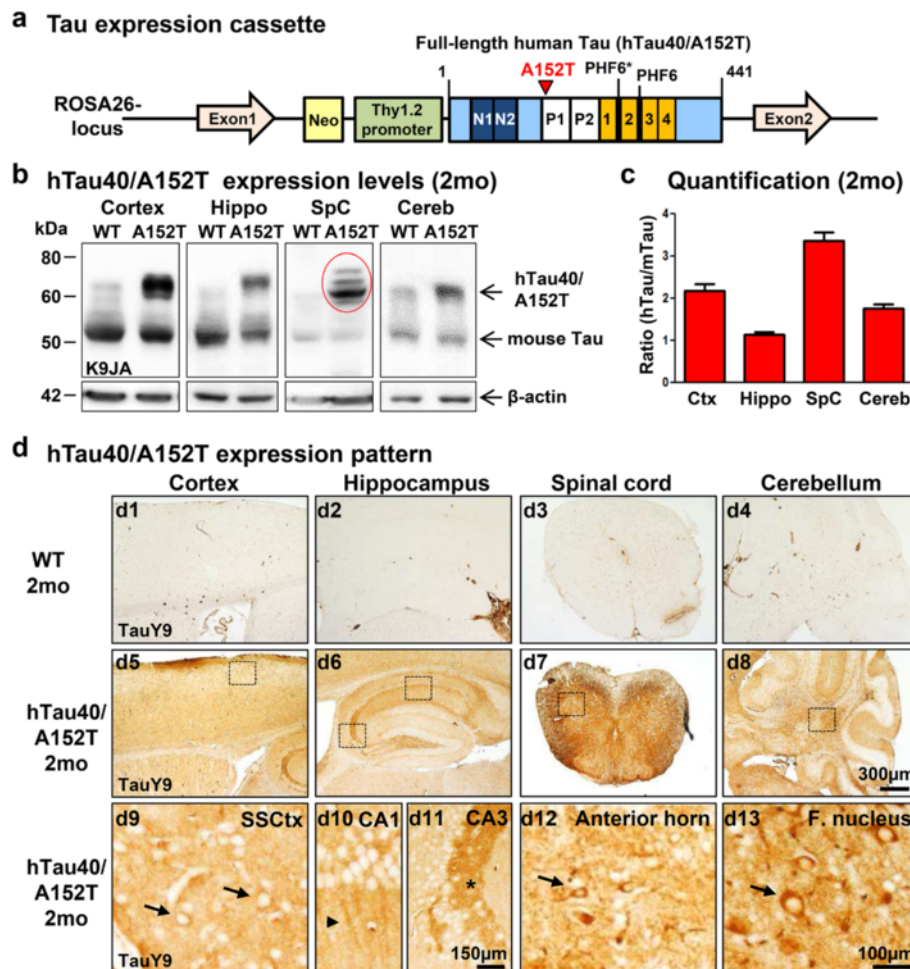 a Tau expression cassette
Full-length human Tau (hTau40/A152T)
1 A152T PHF6* PHF6 441
ROSA26-
locus
Exon1 Neo Thy1.2
promoter N1 N2 P1 P2 1 2 3 4 Exon2
b hTau40/A152T expression levels (2mo)
Cortex Hippo SpC Cereb
kDa WT A152T WT A152T WT A152T WT A152T
80
60
50
42
K9JA
hTau40/
A152T
mouse Tau
β-actin
c Quantification (2mo)
Ratio (hTau/mTau)
4
3
2
1
0
Ctx Hippo SpC Cereb
d hTau40/A152T expression pattern
Cortex Hippocampus Spinal cord Cerebellum
WT
2mo
d1 d2 d3 d4
TauY9
hTau40/
A152T
2mo
d5 d6 d7 d8
TauY9 300µm
hTau40/
A152T
2mo
d9 SSCtx d10 CA1 d11 CA3 d12 Anterior horn d13 F. nucleus
*
TauY9 150µm 100µm